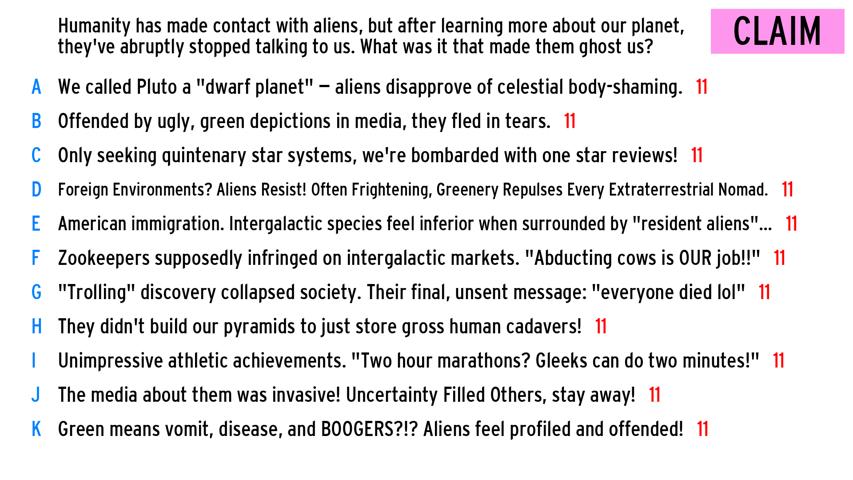 Humanity has made contact with aliens, but after learning more about our planet,
they've abruptly stopped talking to us. What was it that made them ghost us?
CLAIM
A We called Pluto a "dwarf planet" – aliens disapprove of celestial body-shaming. 11
B Offended by ugly, green depictions in media, they fled in tears. 11
C Only seeking quintenary star systems, we're bombarded with one star reviews! 11
D Foreign Environments? Aliens Resist! Often Frightening, Greenery Repulses Every Extraterrestrial Nomad. 11
E American immigration. Intergalactic species feel inferior when surrounded by "resident aliens"... 11
F Zookeepers supposedly infringed on intergalactic markets. "Abducting cows is OUR job!!" 11
G "Trolling" discovery collapsed society. Their final, unsent message: "everyone died lol" 11
H They didn't build our pyramids to just store gross human cadavers! 11
I Unimpressive athletic achievements. "Two hour marathons? Gleeks can do two minutes!" 11
J The media about them was invasive! Uncertainty Filled Others, stay away! 11
K Green means vomit, disease, and BOOGERS?!? Aliens feel profiled and offended! 11